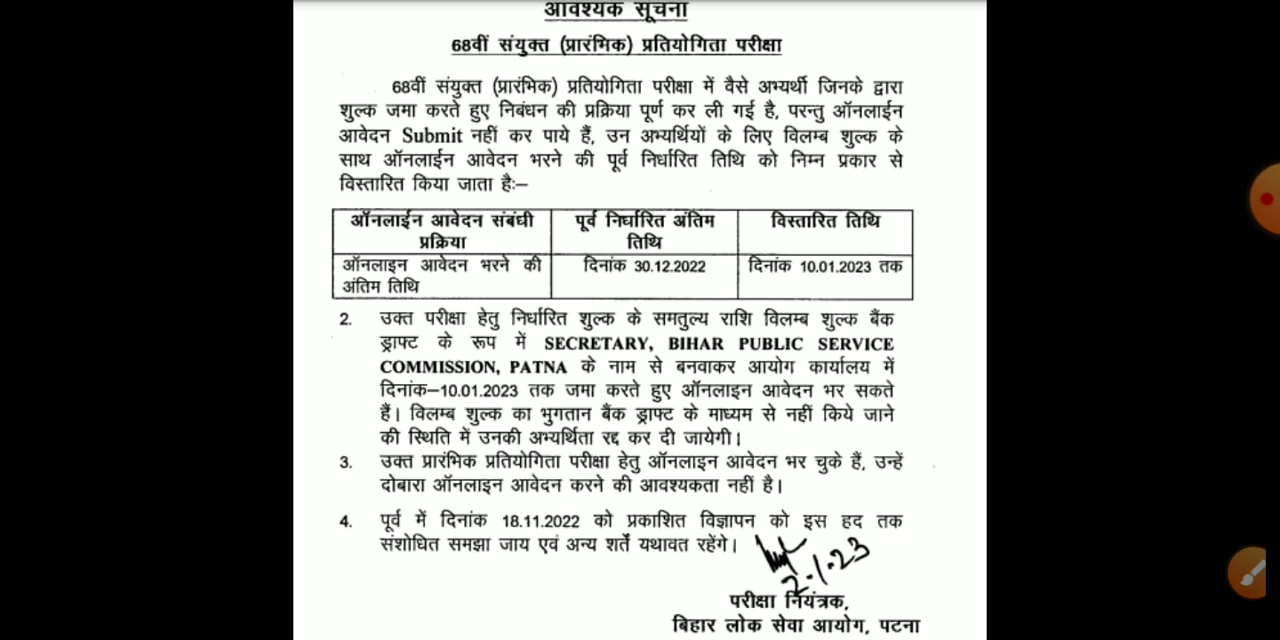 आवश्यक सूचना
68वीं संयुक्त (प्रारंभिक) प्रतियोगिता परीक्षा
68वीं संयुक्त (प्रारंभिक) प्रतियोगिता परीक्षा में वैसे अभ्यर्थी जिनके द्वारा
शुल्क जमा करते हुए निबंधन की प्रक्रिया पूर्ण कर ली गई है, परन्तु ऑनलाईन
आवेदन Submit नहीं कर पाये हैं, उन अभ्यर्थियों के लिए विलम्ब शुल्क के
साथ ऑनलाईन आवेदन भरने की पूर्व निर्धारित तिथि को निम्न प्रकार से
विस्तारित किया जाता हैः–
ऑनलाईन आवेदन संबंधी प्रक्रिया
पूर्व निर्धारित अंतिम तिथि
विस्तारित तिथि
ऑनलाइन आवेदन भरने की अंतिम तिथि
दिनांक 30.12.2022
दिनांक 10.01.2023 तक
2. उक्त परीक्षा हेतु निर्धारित शुल्क के समतुल्य राशि विलम्ब शुल्क बैंक
ड्राफ्ट के रूप में SECRETARY, BIHAR PUBLIC SERVICE
COMMISSION, PATNA के नाम से बनवाकर आयोग कार्यालय में
दिनांक–10.01.2023 तक जमा करते हुए ऑनलाइन आवेदन भर सकते
हैं। विलम्ब शुल्क का भुगतान बैंक ड्राफ्ट के माध्यम से नहीं किये जाने
की स्थिति में उनकी अभ्यर्थिता रद्द कर दी जायेगी।
3. उक्त प्रारंभिक प्रतियोगिता परीक्षा हेतु ऑनलाइन आवेदन भर चुके हैं, उन्हें
दोबारा ऑनलाइन आवेदन करने की आवश्यकता नहीं है।
4. पूर्व में दिनांक 18.11.2022 को प्रकाशित विज्ञापन को इस हद तक
संशोधित समझा जाय एवं अन्य शर्तें यथावत रहेंगे।
2.1.23
परीक्षा नियंत्रक,
बिहार लोक सेवा आयोग, पटना